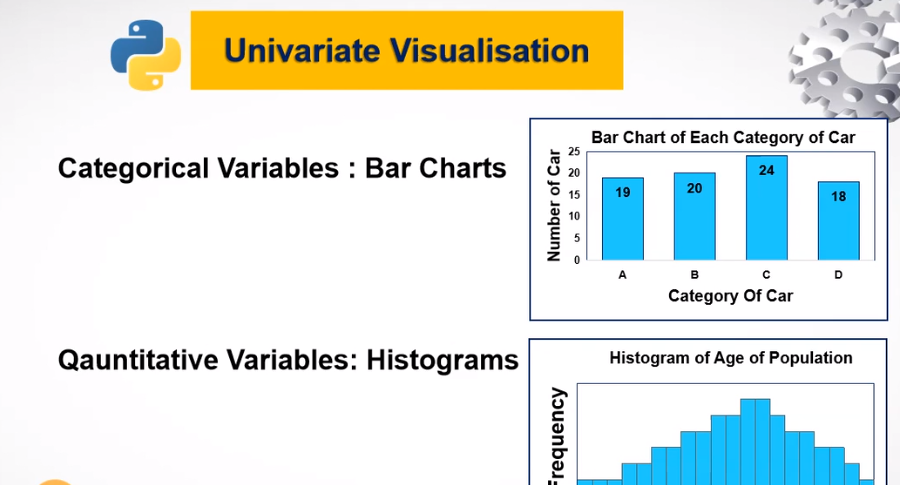 Univariate Visualisation
Categorical Variables : Bar Charts
Bar Chart of Each Category of Car
Number of Car
25
20
15
10
5
0
19
20
24
18
A B C D
Category Of Car
Qauntitative Variables: Histograms
Histogram of Age of Population
Frequency